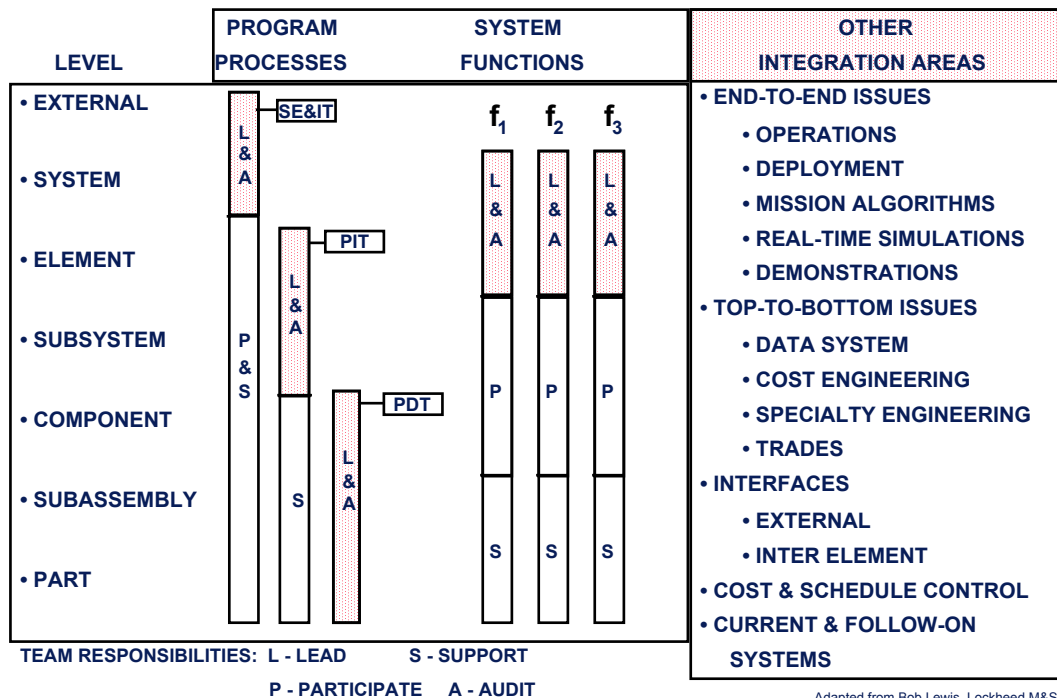 LEVEL
PROGRAM
PROCESSES
SYSTEM
FUNCTIONS
OTHER
INTEGRATION AREAS
• EXTERNAL
• SYSTEM
• ELEMENT
• SUBSYSTEM
• COMPONENT
• SUBASSEMBLY
• PART
SE&IT
L
&
A
P
&
S
PIT
L
&
A
S
PDT
L
&
A
f1
f2
f3
L
&
A
L
&
A
L
&
A
P
P
P
S
S
S
• END-TO-END ISSUES
• OPERATIONS
• DEPLOYMENT
• MISSION ALGORITHMS
• REAL-TIME SIMULATIONS
• DEMONSTRATIONS
• TOP-TO-BOTTOM ISSUES
• DATA SYSTEM
• COST ENGINEERING
• SPECIALTY ENGINEERING
• TRADES
• INTERFACES
• EXTERNAL
• INTER ELEMENT
• COST & SCHEDULE CONTROL
• CURRENT & FOLLOW-ON
SYSTEMS
TEAM RESPONSIBILITIES: L - LEAD S - SUPPORT
P - PARTICIPATE A - AUDIT
Adapted from Bob Lewis, Lockheed M&S